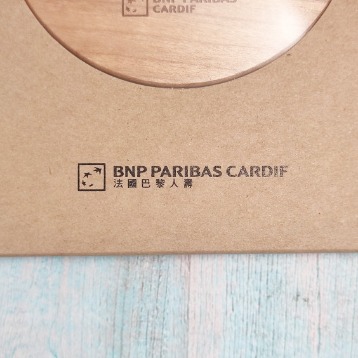 BNP PARIBAS
CARDIF
BNP PARIBAS CARDIF
法國巴黎人壽